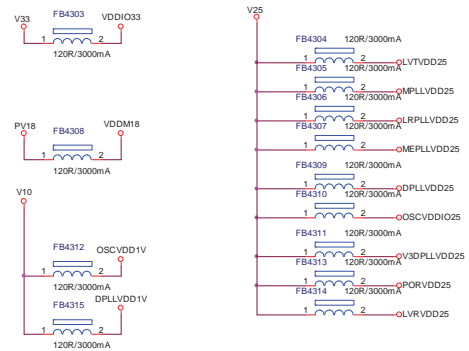 V33
FB4303
VDDIO33
1
2
120R/3000mA
PV18
FB4308
VDDM18
1
2
120R/3000mA
V10
FB4312
OSCVDD1V
1
2
120R/3000mA
FB4315
DPLLVDD1V
1
2
120R/3000mA
V25
FB4304
120R/3000mA
1
2
LVTVDD25
FB4305
120R/3000mA
1
2
MPLLVDD25
FB4306
120R/3000mA
1
2
LRPLLVDD25
FB4307
120R/3000mA
1
2
MEPLLVDD25
FB4309
120R/3000mA
1
2
DPLLVDD25
FB4310
120R/3000mA
1
2
OSCVDDIO25
FB4311
120R/3000mA
1
2
V3DPLLVDD25
FB4313
120R/3000mA
1
2
PORVDD25
FB4314
120R/3000mA
1
2
LVRVDD25